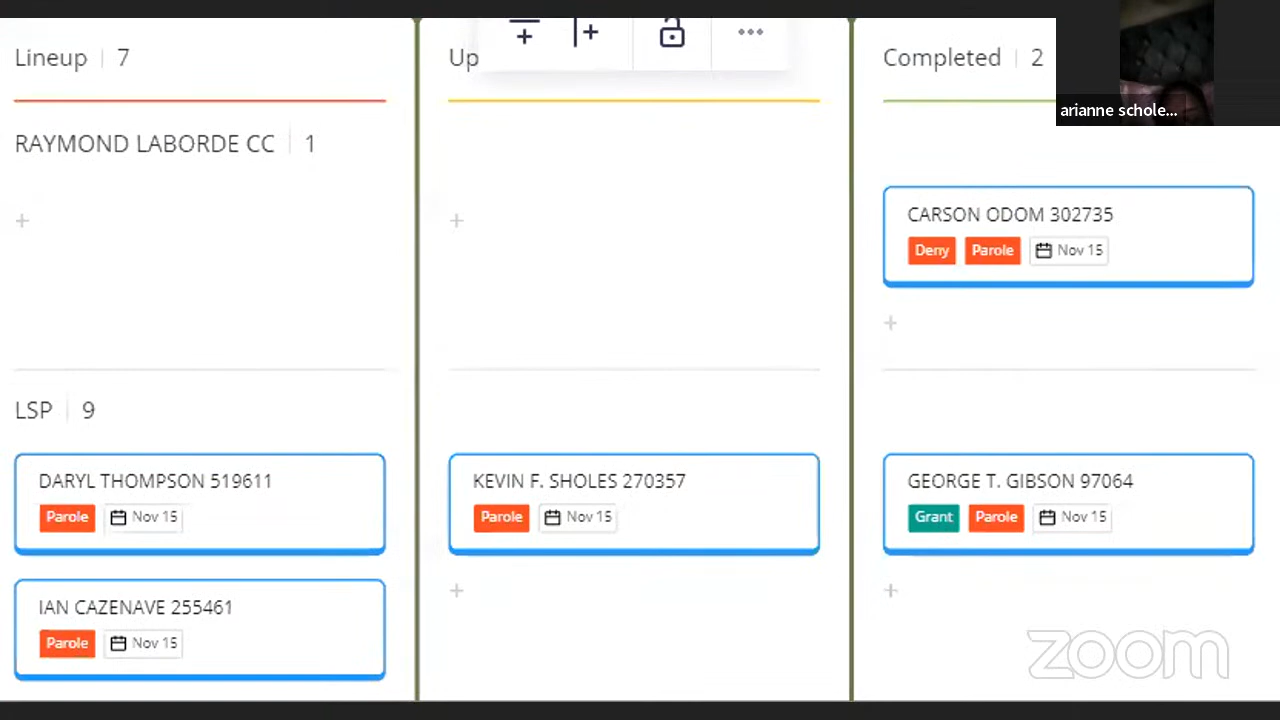 Lineup 7
Up
Completed 2
arianne schole...
RAYMOND LABORDE CC 1
CARSON ODOM 302735
Deny Parole Nov 15
LSP 9
DARYL THOMPSON 519611
Parole Nov 15
KEVIN F. SHOLES 270357
Parole Nov 15
GEORGE T. GIBSON 97064
Grant Parole Nov 15
IAN CAZENAVE 255461
Parole Nov 15
zoom